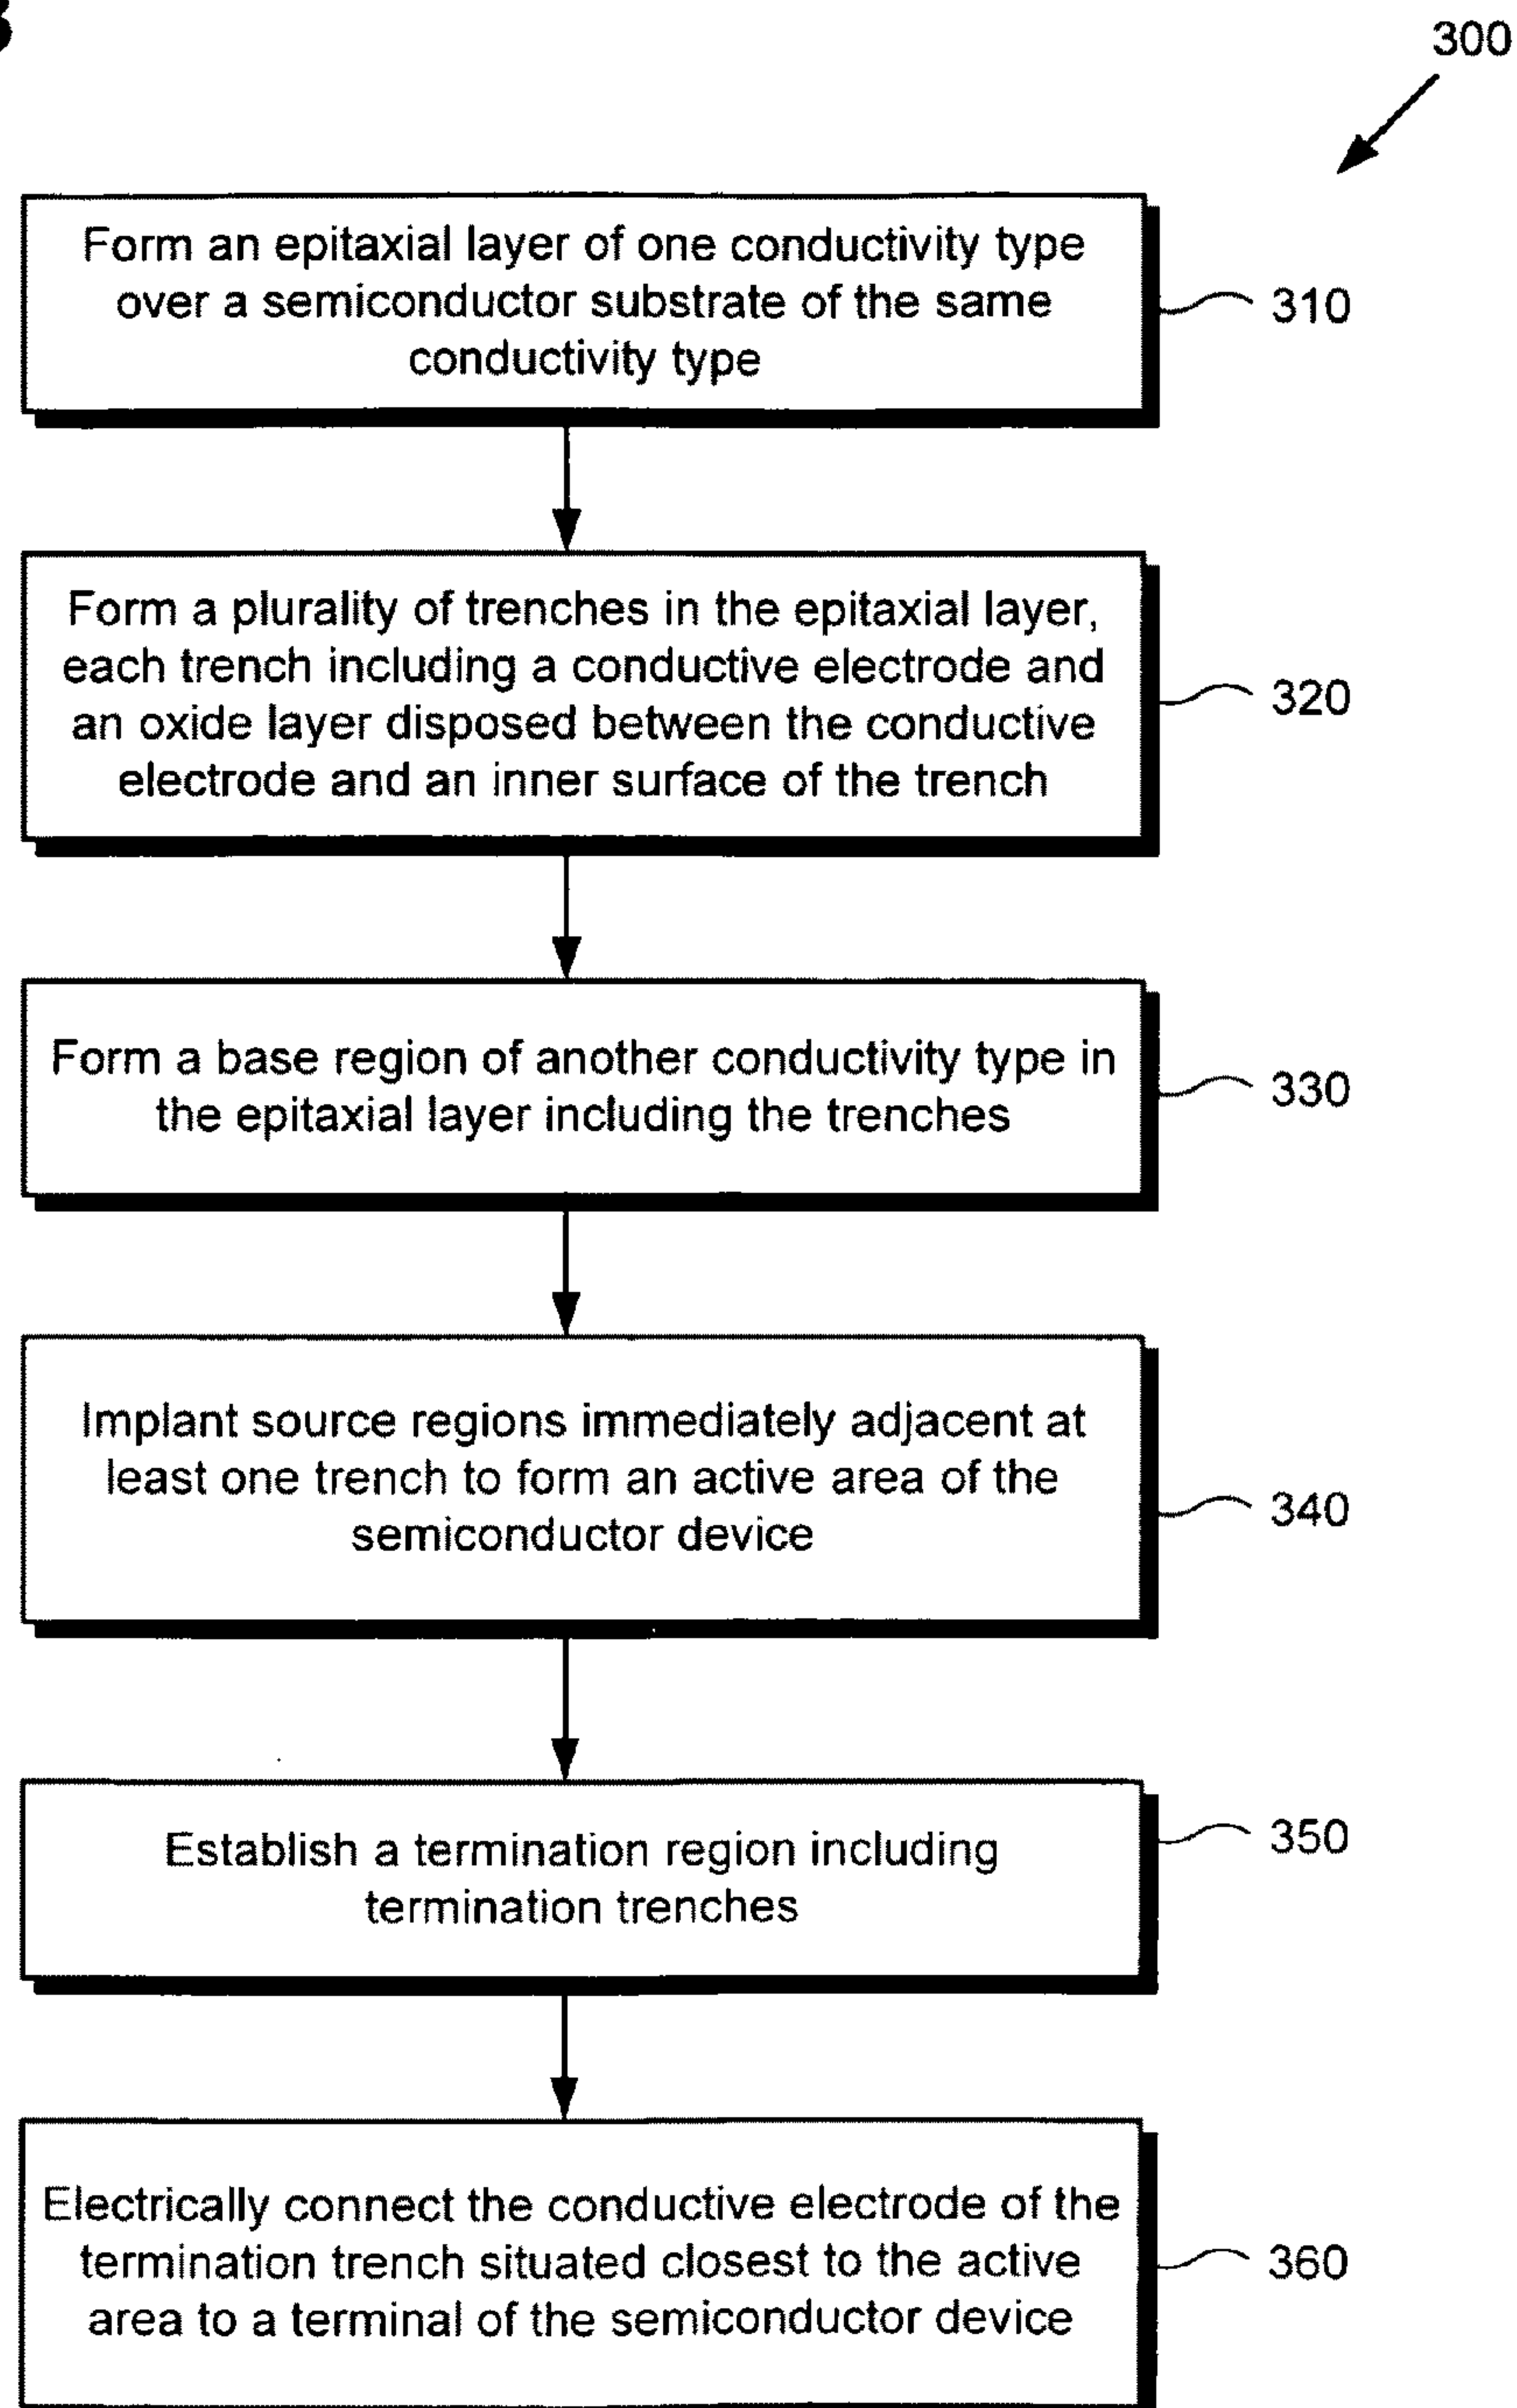 300
Form an epitaxial layer of one conductivity type
over a semiconductor substrate of the same
conductivity type
310
Form a plurality of trenches in the epitaxial layer,
each trench including a conductive electrode and
an oxide layer disposed between the conductive
electrode and an inner surface of the trench
320
Form a base region of another conductivity type in
the epitaxial layer including the trenches
330
Implant source regions immediately adjacent at
least one trench to form an active area of the
semiconductor device
340
Establish a termination region including
termination trenches
350
Electrically connect the conductive electrode of the
termination trench situated closest to the active
area to a terminal of the semiconductor device
360